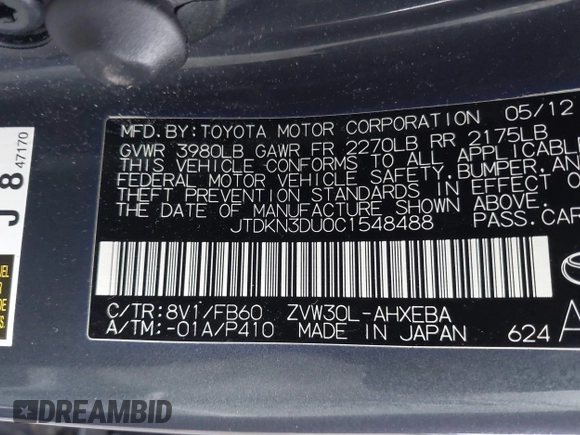 MFD. BY: TOYOTA MOTOR CORPORATION 05/12
GVWR 3980LB GAWR FR 2270LB RR 2175LB
THIS VEHICLE CONFORMS TO ALL APPLICABLE
FEDERAL MOTOR VEHICLE SAFETY, BUMPER, AN
THEFT PREVENTION STANDARDS IN EFFECT O
THE DATE OF MANUFACTURE SHOWN ABOVE.
JTDKN3DU0C1548488 PASS. CAR
C/TR: 8V1/FB60 ZVW30L-AHXEBA
A/TM: -01A/P410 MADE IN JAPAN 624
J 8 47170
DREAMBID